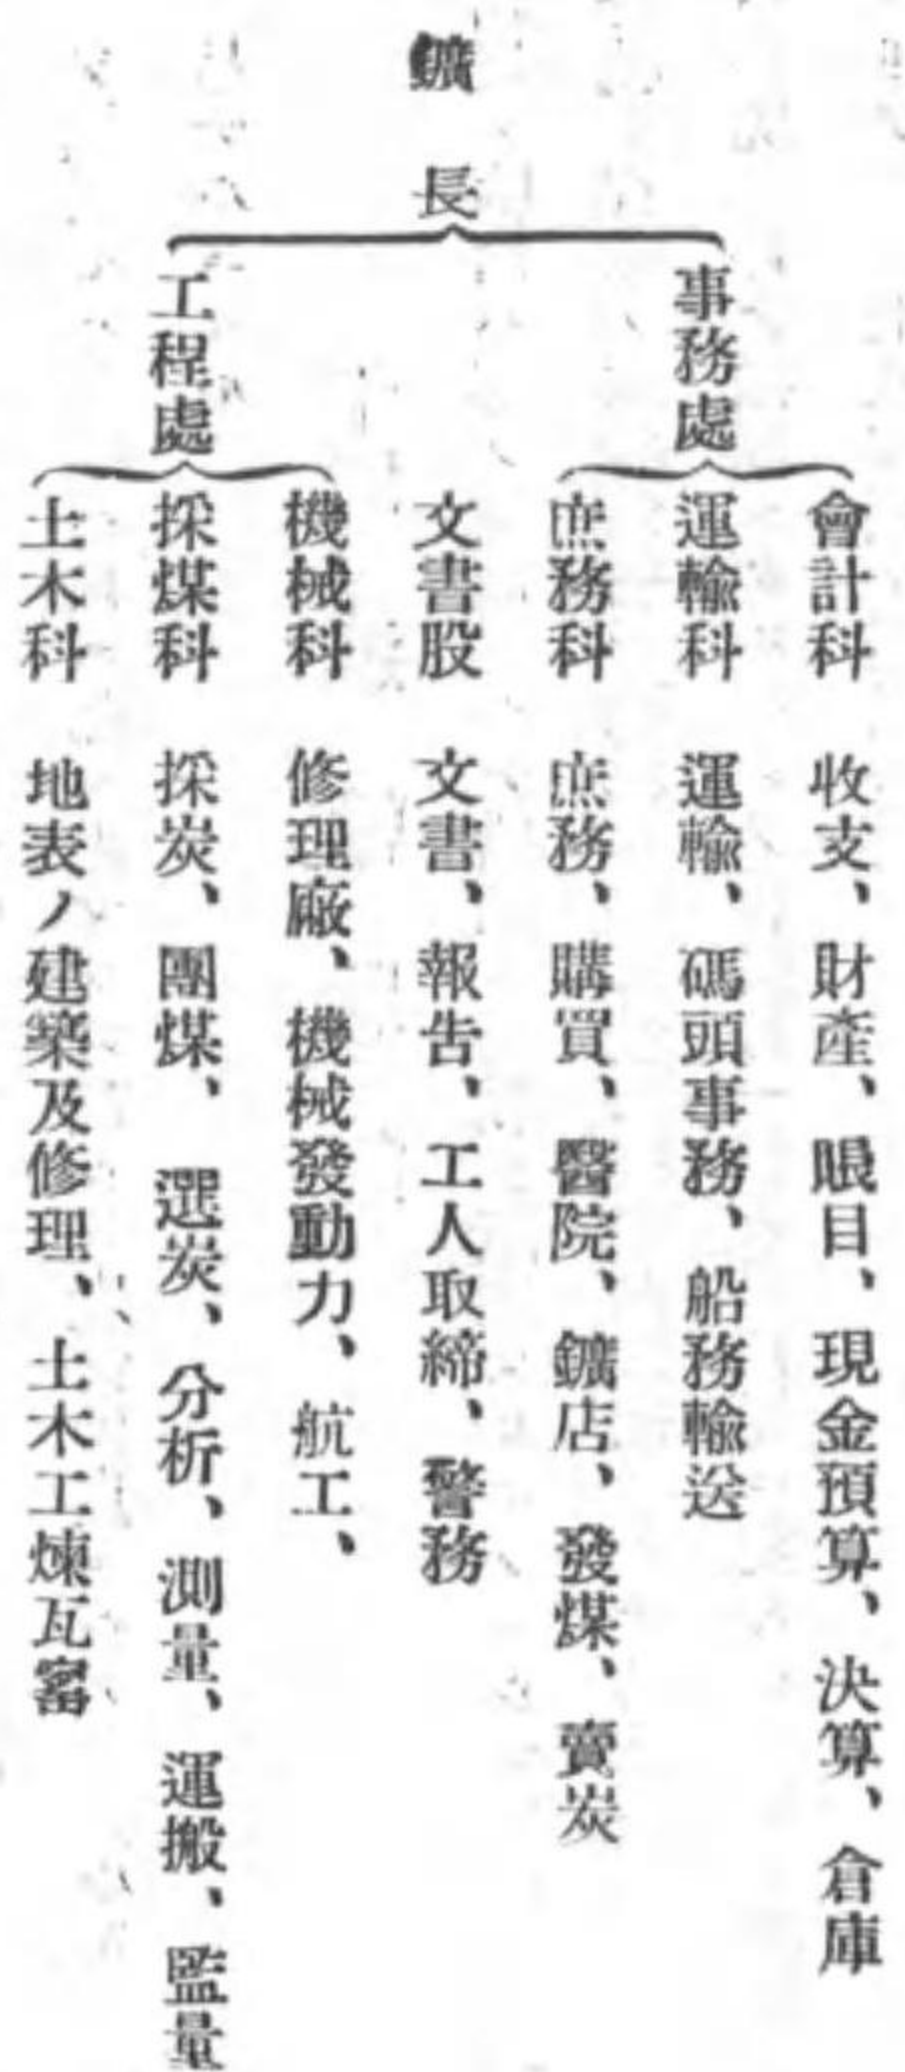 鑛長
事務處
會計科　收支、財產、眼目、現金預算、決算、倉庫
運輸科　運輸、碼頭事務、船務輸送
庶務科　庶務、購買、醫院、鑛店、發煤、賣炭
文書股　文書、報告、工人取締、警務
工程處
機械科　修理廠、機械發動力、航工、
採煤科　採炭、團煤、選炭、分析、測量、運搬、監量
土木科　地表ノ建築及修理、土木工煉瓦窰